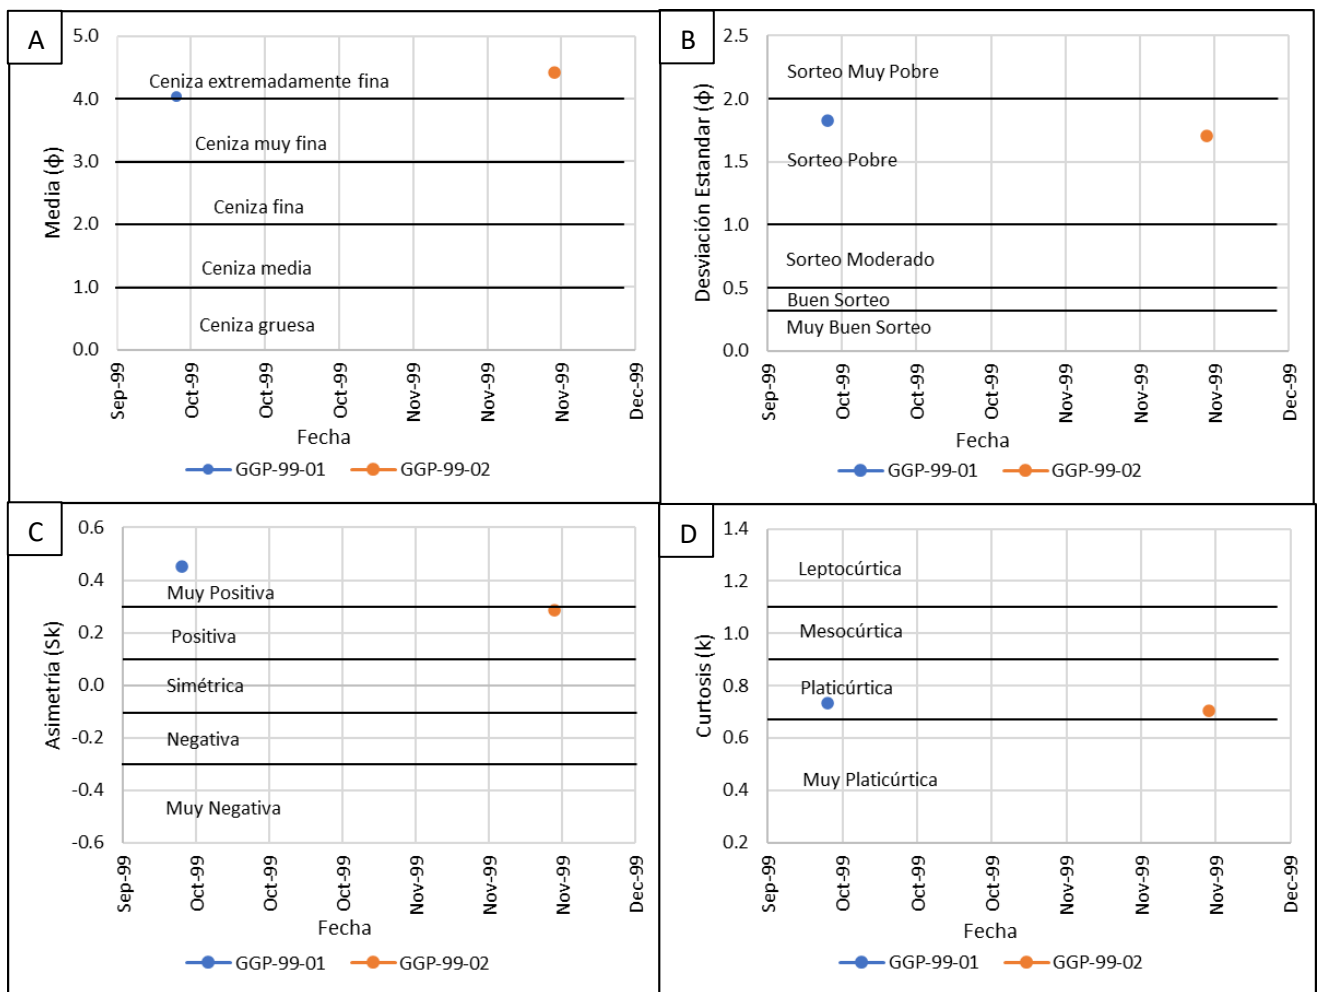 A
5.0
4.0
3.0
2.0
1.0
0.0
Media (ϕ)
Ceniza extremadamente fina
Ceniza muy fina
Ceniza fina
Ceniza media
Ceniza gruesa
Sep-99
Oct-99
Oct-99
Oct-99
Nov-99
Nov-99
Nov-99
Dec-99
Fecha
GGP-99-01 GGP-99-02
B
2.5
2.0
1.5
1.0
0.5
0.0
Desviación Estandar (ϕ)
Sorteo Muy Pobre
Sorteo Pobre
Sorteo Moderado
Buen Sorteo
Muy Buen Sorteo
Sep-99
Oct-99
Oct-99
Oct-99
Nov-99
Nov-99
Nov-99
Dec-99
Fecha
GGP-99-01 GGP-99-02
C
0.6
0.4
0.2
0.0
-0.2
-0.4
-0.6
Asimetría (Sk)
Muy Positiva
Positiva
Simétrica
Negativa
Muy Negativa
Sep-99
Oct-99
Oct-99
Oct-99
Nov-99
Nov-99
Nov-99
Dec-99
Fecha
GGP-99-01 GGP-99-02
D
1.4
1.2
1.0
0.8
0.6
0.4
0.2
Curtosis (k)
Leptocúrtica
Mesocúrtica
Platicúrtica
Muy Platicúrtica
Sep-99
Oct-99
Oct-99
Oct-99
Nov-99
Nov-99
Nov-99
Dec-99
Fecha
GGP-99-01 GGP-99-02